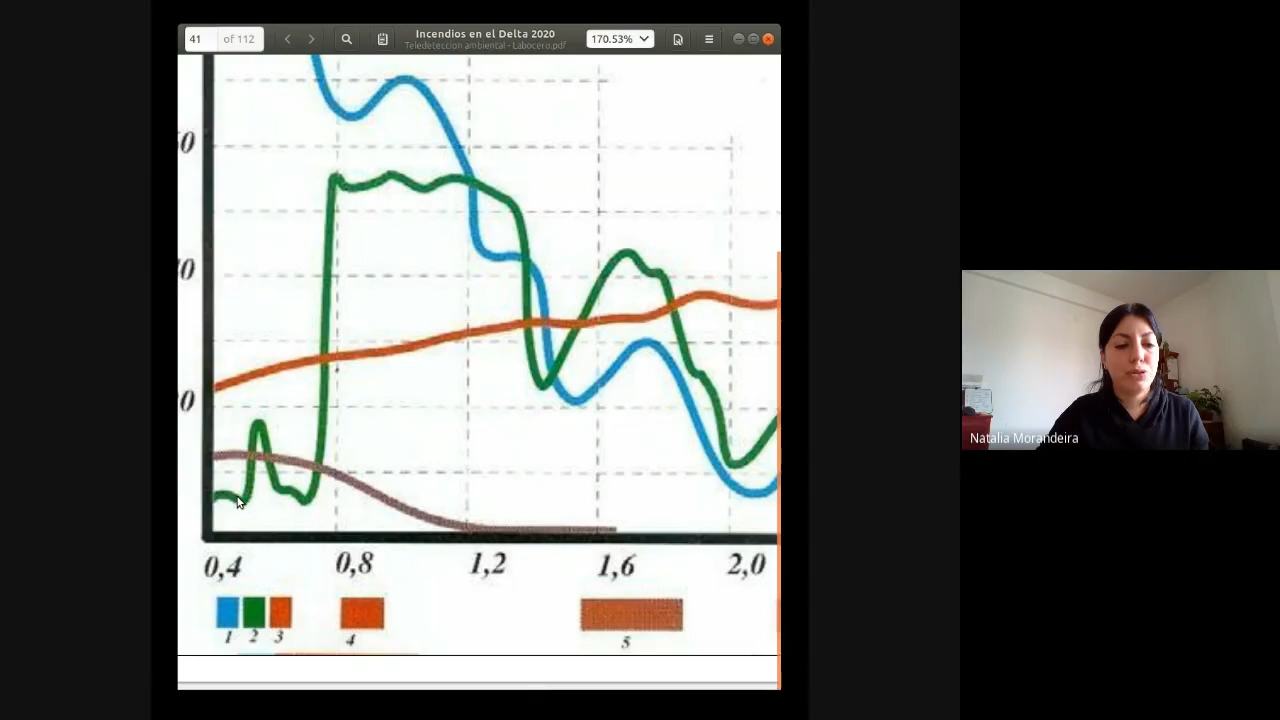 41 of 112
Incendios en el Delta 2020
Teledeteccion ambiental - Labocero.pdf
170.53%
0
0
0
0,4 0,8 1,2 1,6 2,0
1 2 3 4 5
Natalia Morandeira